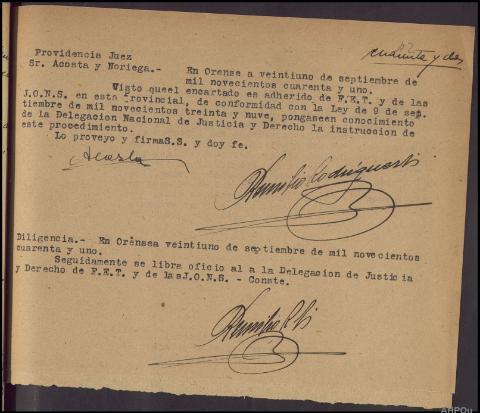 cuarenta y dos
Providencia Juez
Sr. Acosta y Noriega.- En Orense a veintiuno de septiembre de
mil novecientos cuarenta y uno.
Visto queel encartado es adherido de F.E.T. y de las
J.O.N.S. en esta provincial, de conformidad con la Ley de 9 de sep
tiembre de mil novecientos treinta y nuve, pongaseen conocimiento
de la Delegacion Nacional de Justicia y Derecho la instruccion de
este procedimiento.
Lo proveyo y firmaS.S. y doy fe.
Acosta
Diligencia.- En Orénsea veintiuno de septiembre de mil novecientos
cuarenta y uno.
Seguidamente se libra oficio al a la Delegacion de Justicia
y Derecho de F.E.T. y de lasJ.O.N.S. - Conste.
AHPOu